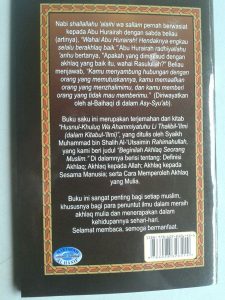 Nabi shallallahu 'alaihi wa sallam pernah berwasiat
kepada Abu Hurairah dengan sabda beliau
(artinya), "Wahai Abu Hurairah! Hendaknya engkau
selalu berakhlaq baik." Abu Hurairah radhiyallahu
'anhu bertanya, "Apakah yang dimaksud dengan
akhlaq yang baik itu, wahai Rasulullah?" Beliau
menjawab, "Kamu menyambung hubungan dengan
orang yang memutuskannya, kamu memaafkan
orang yang menzhalimimu, dan kamu memberi
orang yang tidak mau memberimu." (Diriwayatkan
oleh al-Baihaqi dalam Asy-Syu'ab).
Buku saku ini merupakan terjemahan dari kitab
"Husnul-Khuluq Wa Ahammiyatuhu Li Thalibil-'Ilmi"
(dalam Kitabul-'Ilmi)", yang ditulis oleh Syaikh
Muhammad bin Shalih Al-'Utsaimin Rahimahullah,
yang kami beri judul "Beginilah Akhlaq Seorang
Muslim." Di dalamnya berisi tentang: Definisi
Akhlaq; Akhlaq kepada Allah; Akhlaq kepada
Sesama Manusia; serta Cara Memperoleh Akhlaq
yang Mulia.
Buku ini sangat penting bagi setiap muslim,
khususnya bagi para penuntut ilmu dalam meraih
akhlaq mulia dan menerapkan dalam
kehidupannya sehari-hari.
Selamat membaca, semoga bermanfaat.